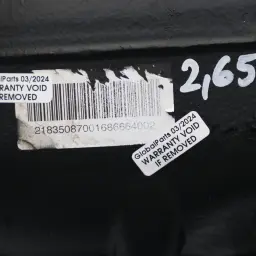 lParts 03/2024
RANTY VOID
REMOVED
2,65
21835087001686664002
GlobalParts 03/2024
WARRANTY VOID
IF REMOVED